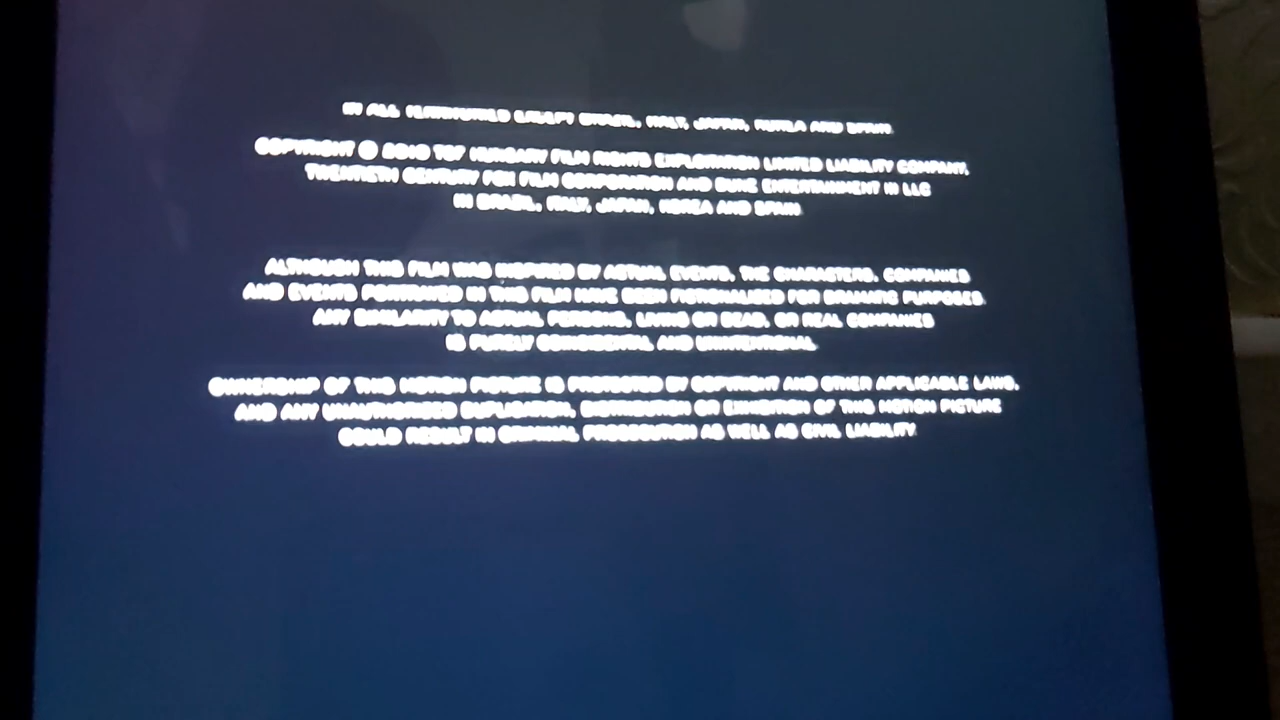 IN ALL TERRITORIES EXCEPT BRAZIL, ITALY, JAPAN, KOREA AND SPAIN.
COPYRIGHT © 2010 TCF HUNGARY FILM RIGHTS EXPLOITATION LIMITED LIABILITY COMPANY,
TWENTIETH CENTURY FOX FILM CORPORATION AND DUNE ENTERTAINMENT III LLC
IN BRAZIL, ITALY, JAPAN, KOREA AND SPAIN.
ALTHOUGH THIS FILM WAS INSPIRED BY ACTUAL EVENTS, THE CHARACTERS, COMPANIES
AND EVENTS PORTRAYED IN THIS FILM HAVE BEEN FICTIONALIZED FOR DRAMATIC PURPOSES.
ANY SIMILARITY TO ACTUAL PERSONS, LIVING OR DEAD, OR REAL COMPANIES
IS PURELY COINCIDENTAL AND UNINTENTIONAL.
OWNERSHIP OF THIS MOTION PICTURE IS PROTECTED BY COPYRIGHT AND OTHER APPLICABLE LAWS,
AND ANY UNAUTHORIZED DUPLICATION, DISTRIBUTION OR EXHIBITION OF THIS MOTION PICTURE
COULD RESULT IN CRIMINAL PROSECUTION AS WELL AS CIVIL LIABILITY.